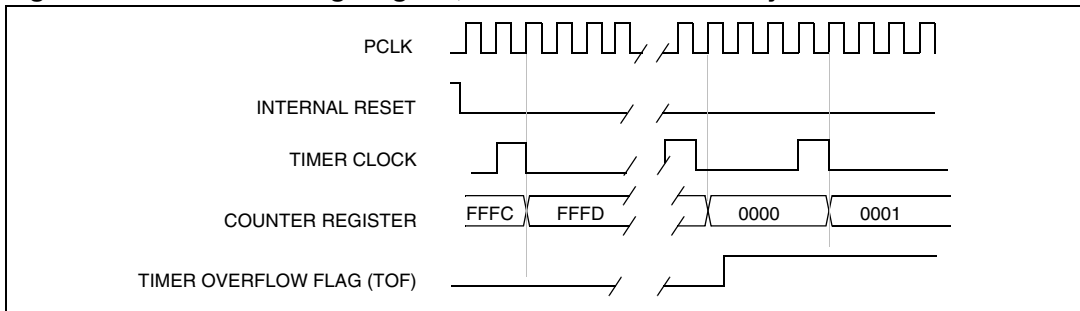 PCLK
INTERNAL RESET
TIMER CLOCK
COUNTER REGISTER FFFC FFFD 0000 0001
TIMER OVERFLOW FLAG (TOF)